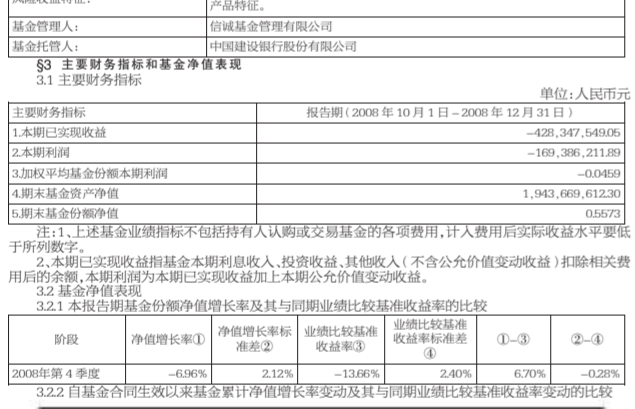 风险收益特征：
产品特征。
基金管理人： 信诚基金管理有限公司
基金托管人： 中国建设银行股份有限公司
§3 主要财务指标和基金净值表现
3.1 主要财务指标
单位：人民币元
主要财务指标 报告期（2008 年 10 月 1 日－2008 年 12 月 31 日）
1.本期已实现收益 -428,347,549.05
2.本期利润 -169,386,211.89
3.加权平均基金份额本期利润 -0.0459
4.期末基金资产净值 1,943,669,612.30
5.期末基金份额净值 0.5573
注：1、上述基金业绩指标不包括持有人认购或交易基金的各项费用，计入费用后实际收益水平要低
于所列数字。
2、本期已实现收益指基金本期利息收入、投资收益、其他收入（不含公允价值变动收益）扣除相关费
用后的余额，本期利润为本期已实现收益加上本期公允价值变动收益。
3.2 基金净值表现
3.2.1 本报告期基金份额净值增长率及其与同期业绩比较基准收益率的比较
阶段 净值增长率① 净值增长率标准差② 业绩比较基准收益率③ 业绩比较基准收益率标准差④ ①－③ ②－④
2008年第 4 季度 -6.96% 2.12% -13.66% 2.40% 6.70% -0.28%
3.2.2 自基金合同生效以来基金累计净值增长率变动及其与同期业绩比较基准收益率变动的比较